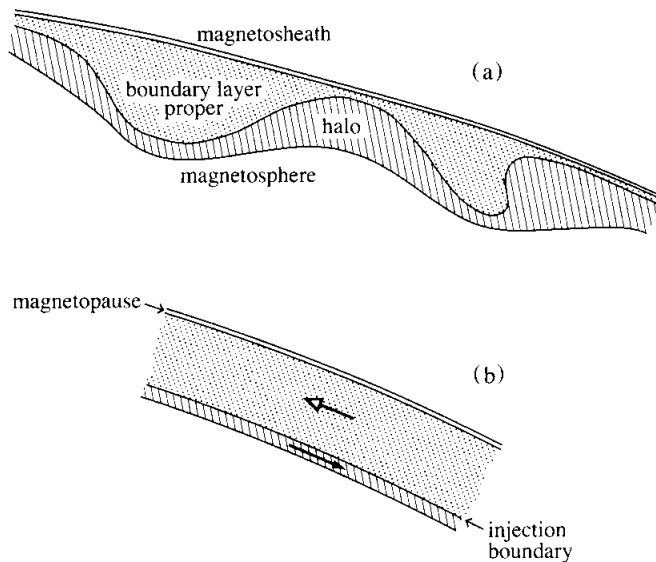 magnetosheath
(a)
boundary layer
proper
halo
magnetosphere
magnetopause
(b)
injection
boundary